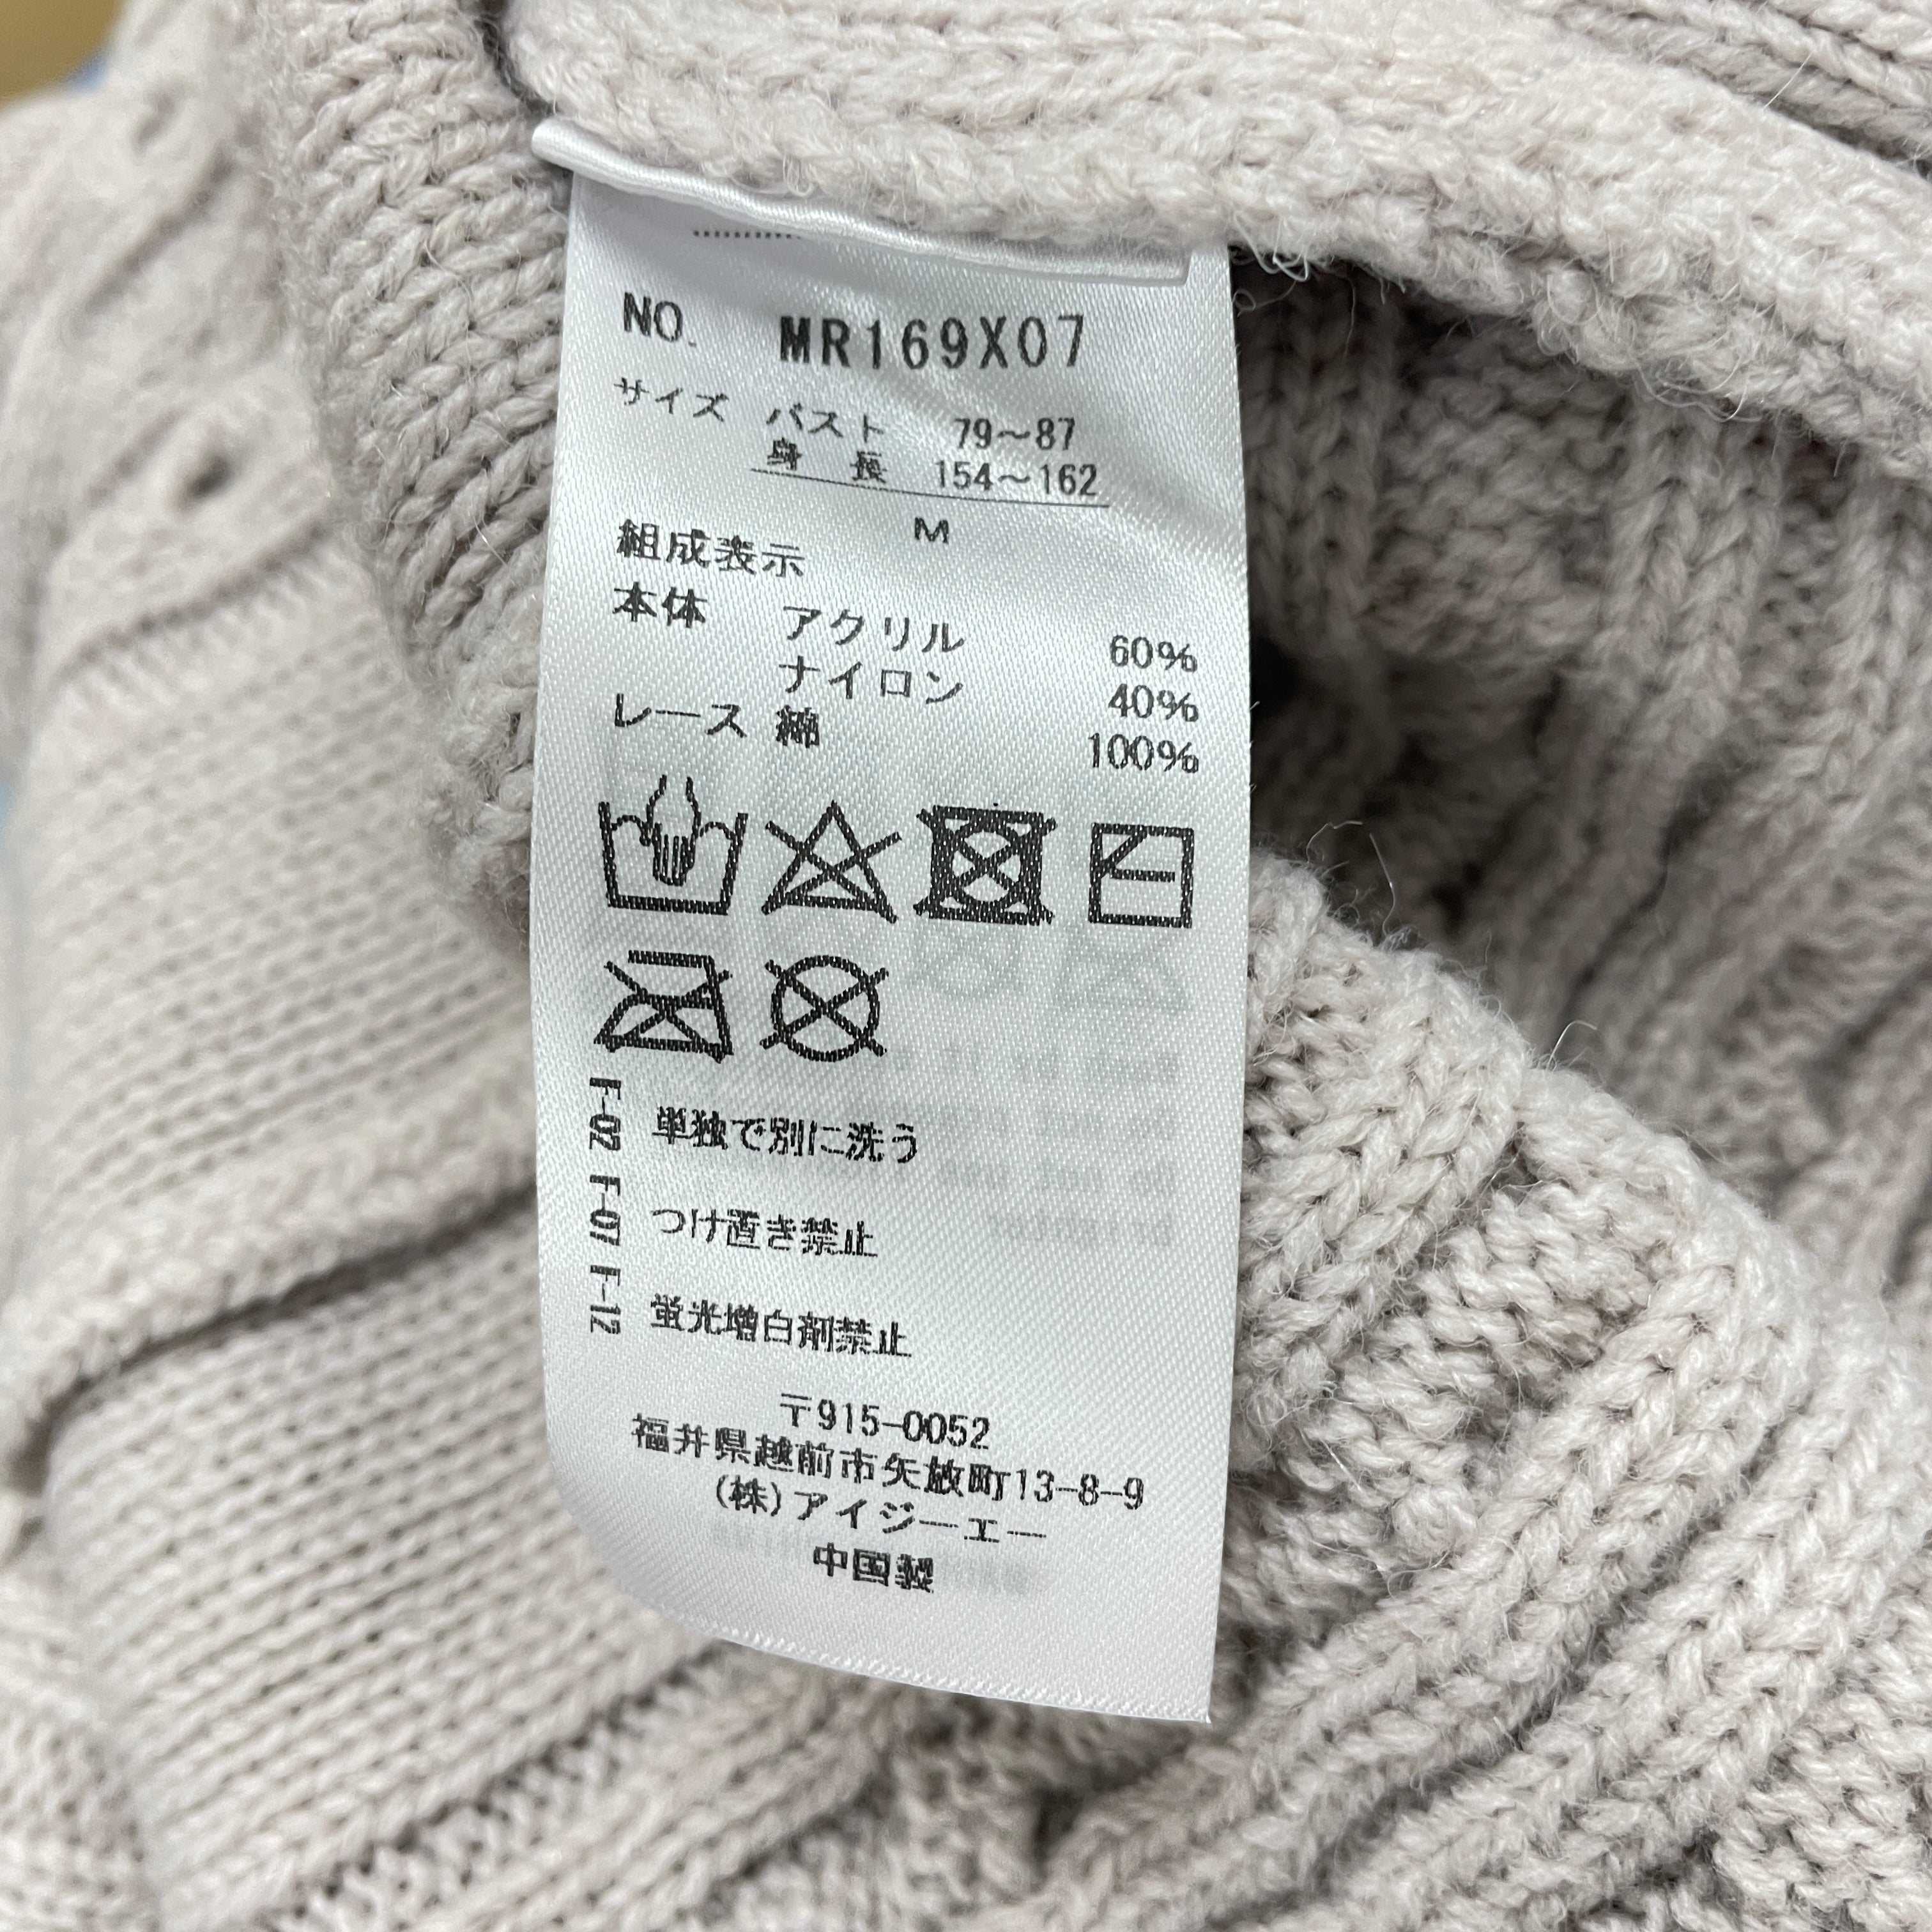 NO. MR169X07
サイズ バスト 79〜87
身 長 154〜162
M
組成表示
本体 アクリル 60%
ナイロン 40%
レース 綿 100%
F-02 F-07 F-12
単独で別に洗う
つけ置き禁止
蛍光増白剤禁止
〒915-0052
福井県越前市矢放町13-8-9
(株)アイジーエー
中国製